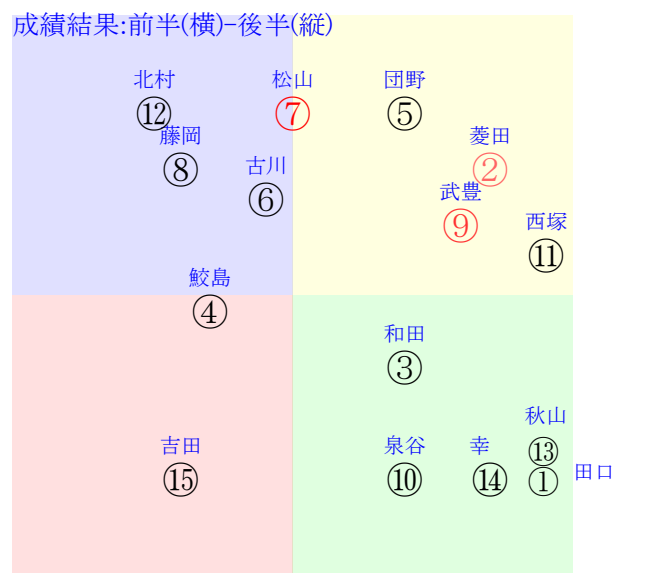 成績結果:前半(横)-後半(縦)
北村
松山
団野
⑫
⑦
⑤
藤岡
菱田
⑧
②
古川
武豊
⑥
⑨
西塚
⑪
鮫島
④
和田
③
秋山
⑬
吉田
泉谷
幸
田口
⑮
⑩
⑭
①